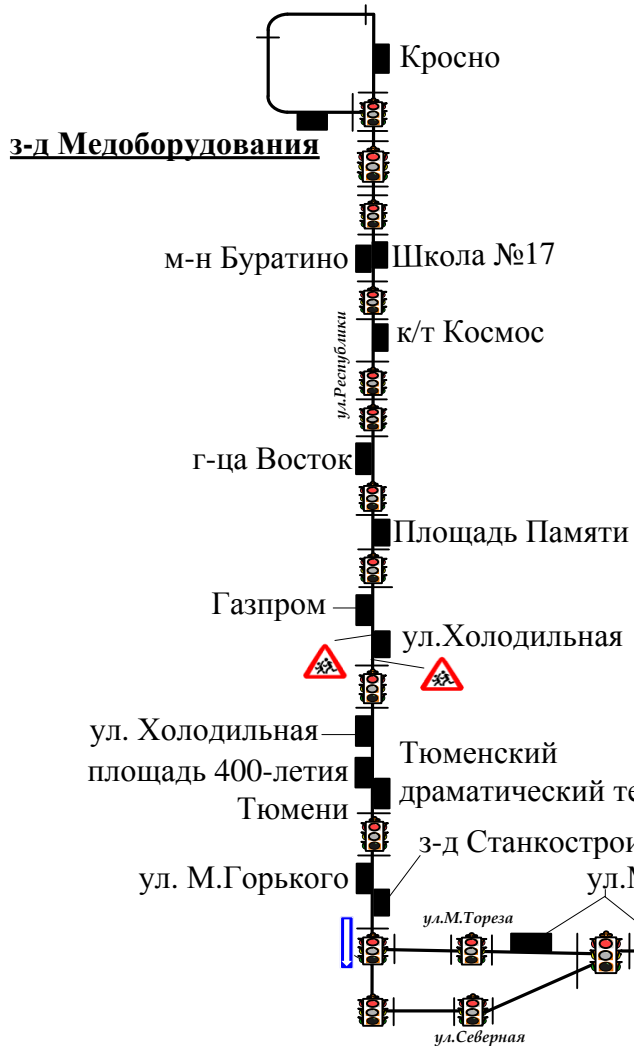 Кросно
з-д Медоборудования
м-н Буратино
Школа №17
к/т Космос
ул.Республики
г-ца Восток
Площадь Памяти
Газпром
ул.Холодильная
ул. Холодильная
площадь 400-летия
Тюмени
Тюменский
драматический те
з-д Станкострои
ул. М.Горького
ул.М
ул.М.Тореза
ул.Северная